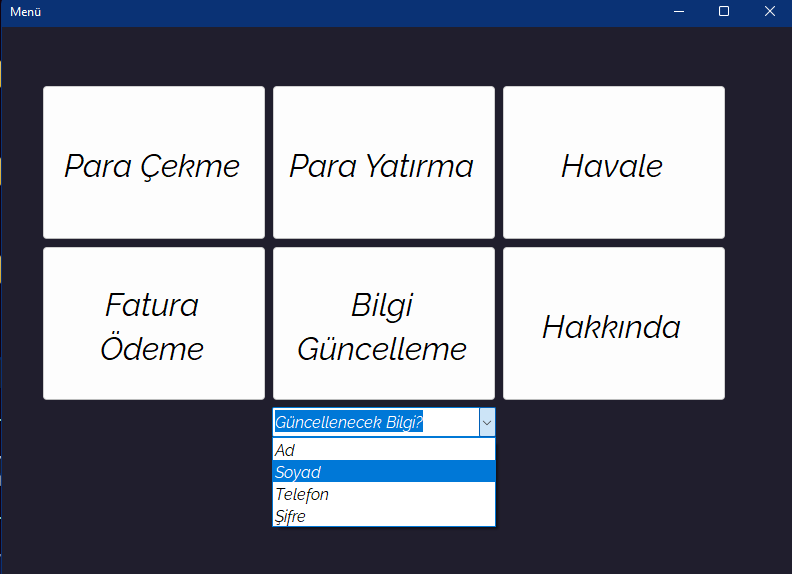 Menü
Para Çekme
Para Yatırma
Havale
Fatura
Ödeme
Bilgi
Güncelleme
Hakkında
Güncellenecek Bilgi?
Ad
Soyad
Telefon
Şifre